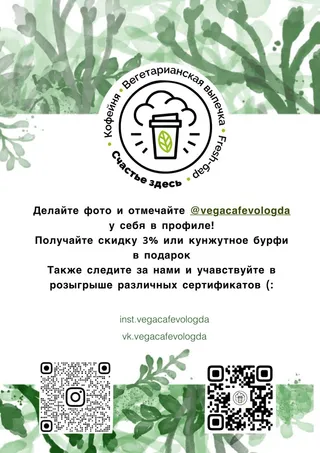 Кофейня • Вегетарианская выпечка • Fresh-бар •
Счастье здесь
Делайте фото и отмечайте @vegacafevologda
у себя в профиле!
Получайте скидку 3% или кунжутное бурфи
в подарок
Также следите за нами и учавствуйте в
розыгрыше различных сертификатов (:
inst.vegacafevologda
vk.vegacafevologda